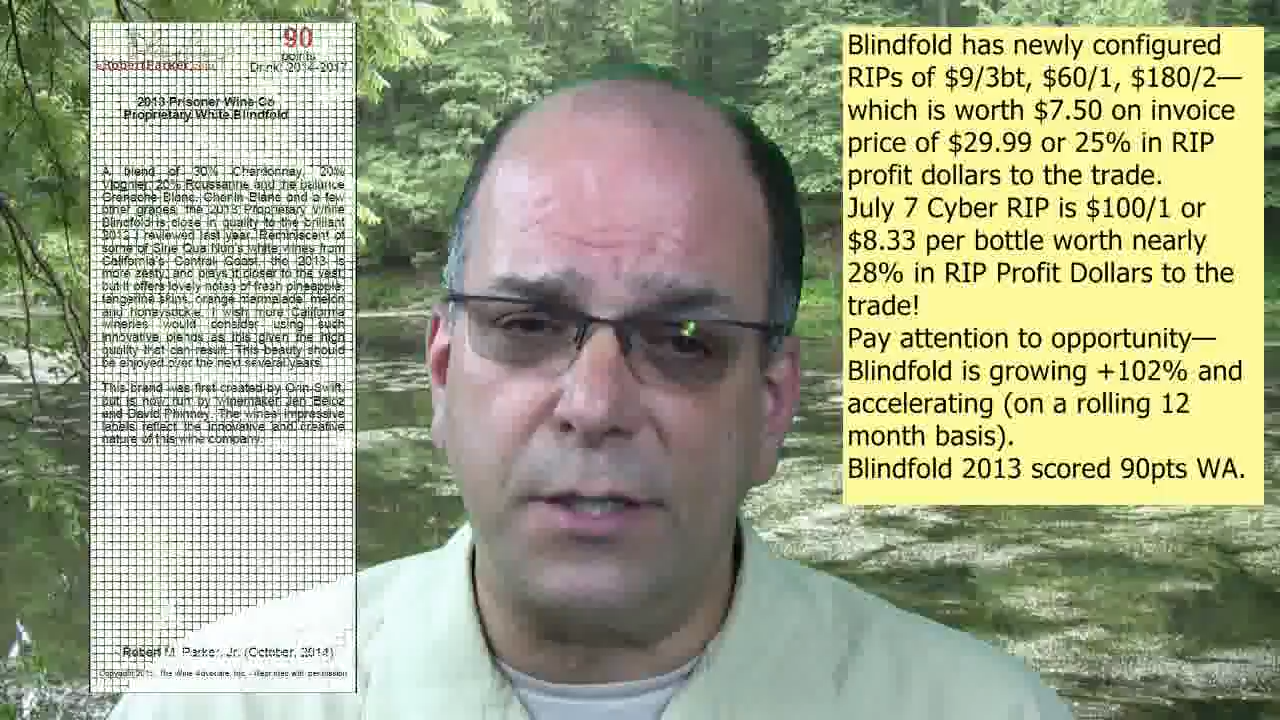 90
points
eRobertParker.com
Drink: 2014-2017
2013 Prisoner Wine Co
Proprietary White Blindfold
A blend of 30% Chardonnay, 20%
Viognier, 20% Roussanne and the balance
Grenache Blanc, Chenin Blanc and a few
other grapes, the 2013 Proprietary White
Blindfold is close in quality to the brilliant
2012 I reviewed last year. Reminiscent of
some of Sine Qua Non's white wines from
California's Central Coast, the 2013 is
more zesty, and plays it closer to the vest,
but it offers lovely notes of fresh pineapple,
tangerine skins, orange marmalade, melon
and honeysuckle. I wish more California
wineries would consider using such
innovative blends as this given the high
quality that can result. This beauty should
be enjoyed over the next several years.
This brand was first created by Orin Swift,
but is now run by winemaker Jen Beloz
and David Phinney. The wines' impressive
labels reflect the innovative and creative
nature of this wine company.
- Robert M. Parker, Jr. (October, 2014)
Copyright 2015, The Wine Advocate, Inc. - Reprinted with permission
Blindfold has newly configured
RIPs of $9/3bt, $60/1, $180/2—
which is worth $7.50 on invoice
price of $29.99 or 25% in RIP
profit dollars to the trade.
July 7 Cyber RIP is $100/1 or
$8.33 per bottle worth nearly
28% in RIP Profit Dollars to the
trade!
Pay attention to opportunity—
Blindfold is growing +102% and
accelerating (on a rolling 12
month basis).
Blindfold 2013 scored 90pts WA.